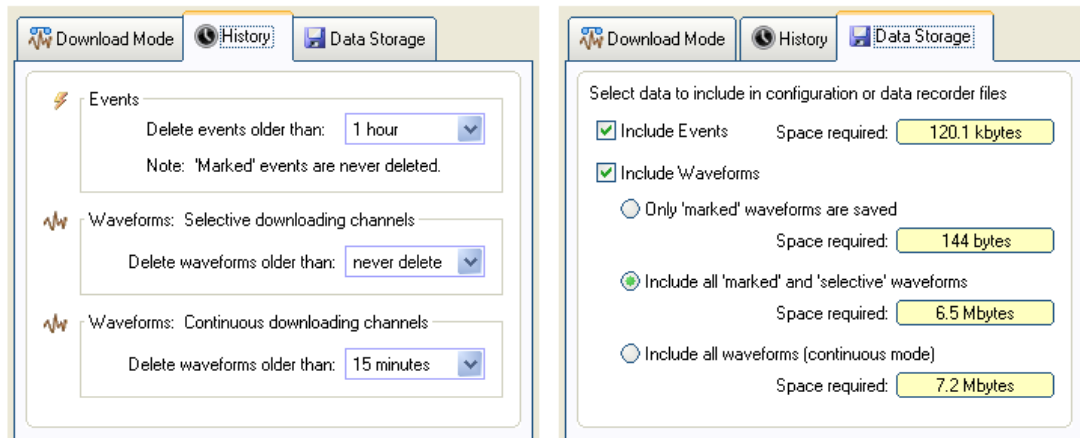 Download Mode
History
Data Storage
Events
Delete events older than: 1 hour
Note: 'Marked' events are never deleted.
Waveforms: Selective downloading channels
Delete waveforms older than: never delete
Waveforms: Continuous downloading channels
Delete waveforms older than: 15 minutes
Download Mode
History
Data Storage
Select data to include in configuration or data recorder files
Include Events Space required: 120.1 kbytes
Include Waveforms
Only 'marked' waveforms are saved
Space required: 144 bytes
Include all 'marked' and 'selective' waveforms
Space required: 6.5 Mbytes
Include all waveforms (continuous mode)
Space required: 7.2 Mbytes